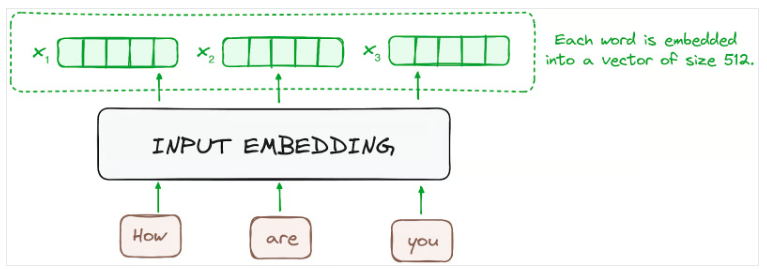 x1
x2
x3
Each word is embedded
into a vector of size 512.
INPUT EMBEDDING
How
are
you